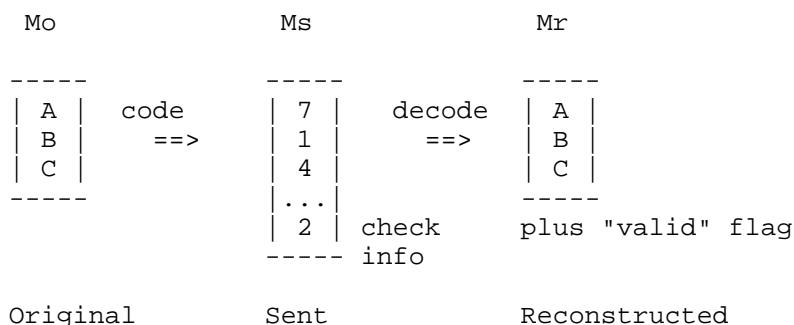 Mo Ms Mr
----- ----- -----
| A | code | 7 | decode | A |
| B | ==> | 1 | ==> | B |
| C | | 4 | | C |
----- |...| -----
| 2 | check plus "valid" flag
----- info
Original Sent Reconstructed